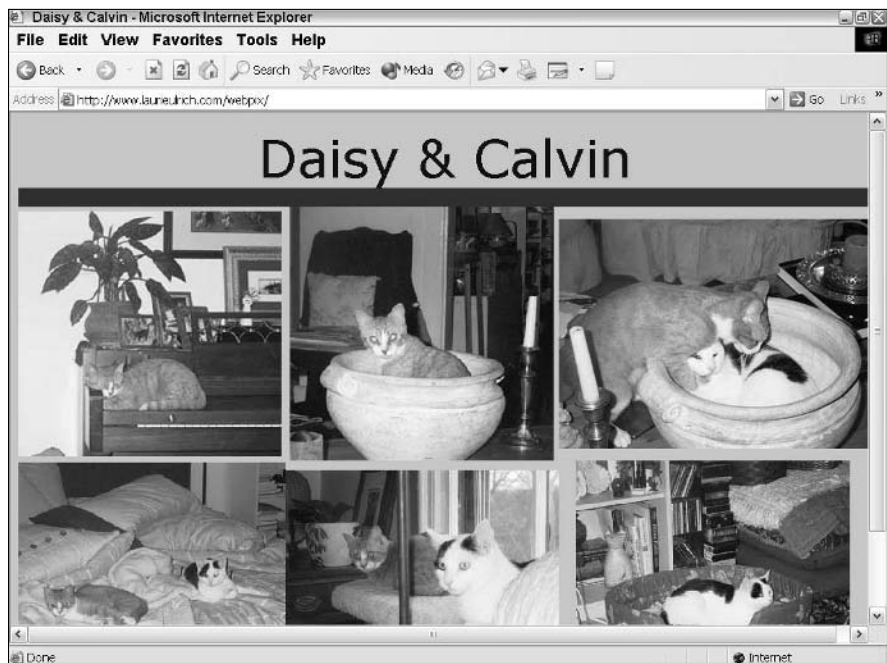 Daisy & Calvin - Microsoft Internet Explorer
File Edit View Favorites Tools Help
Back Search Favorites Media
Address http://www.laurieulrich.com/webpix/ Go Links »
Daisy & Calvin
Done Internet